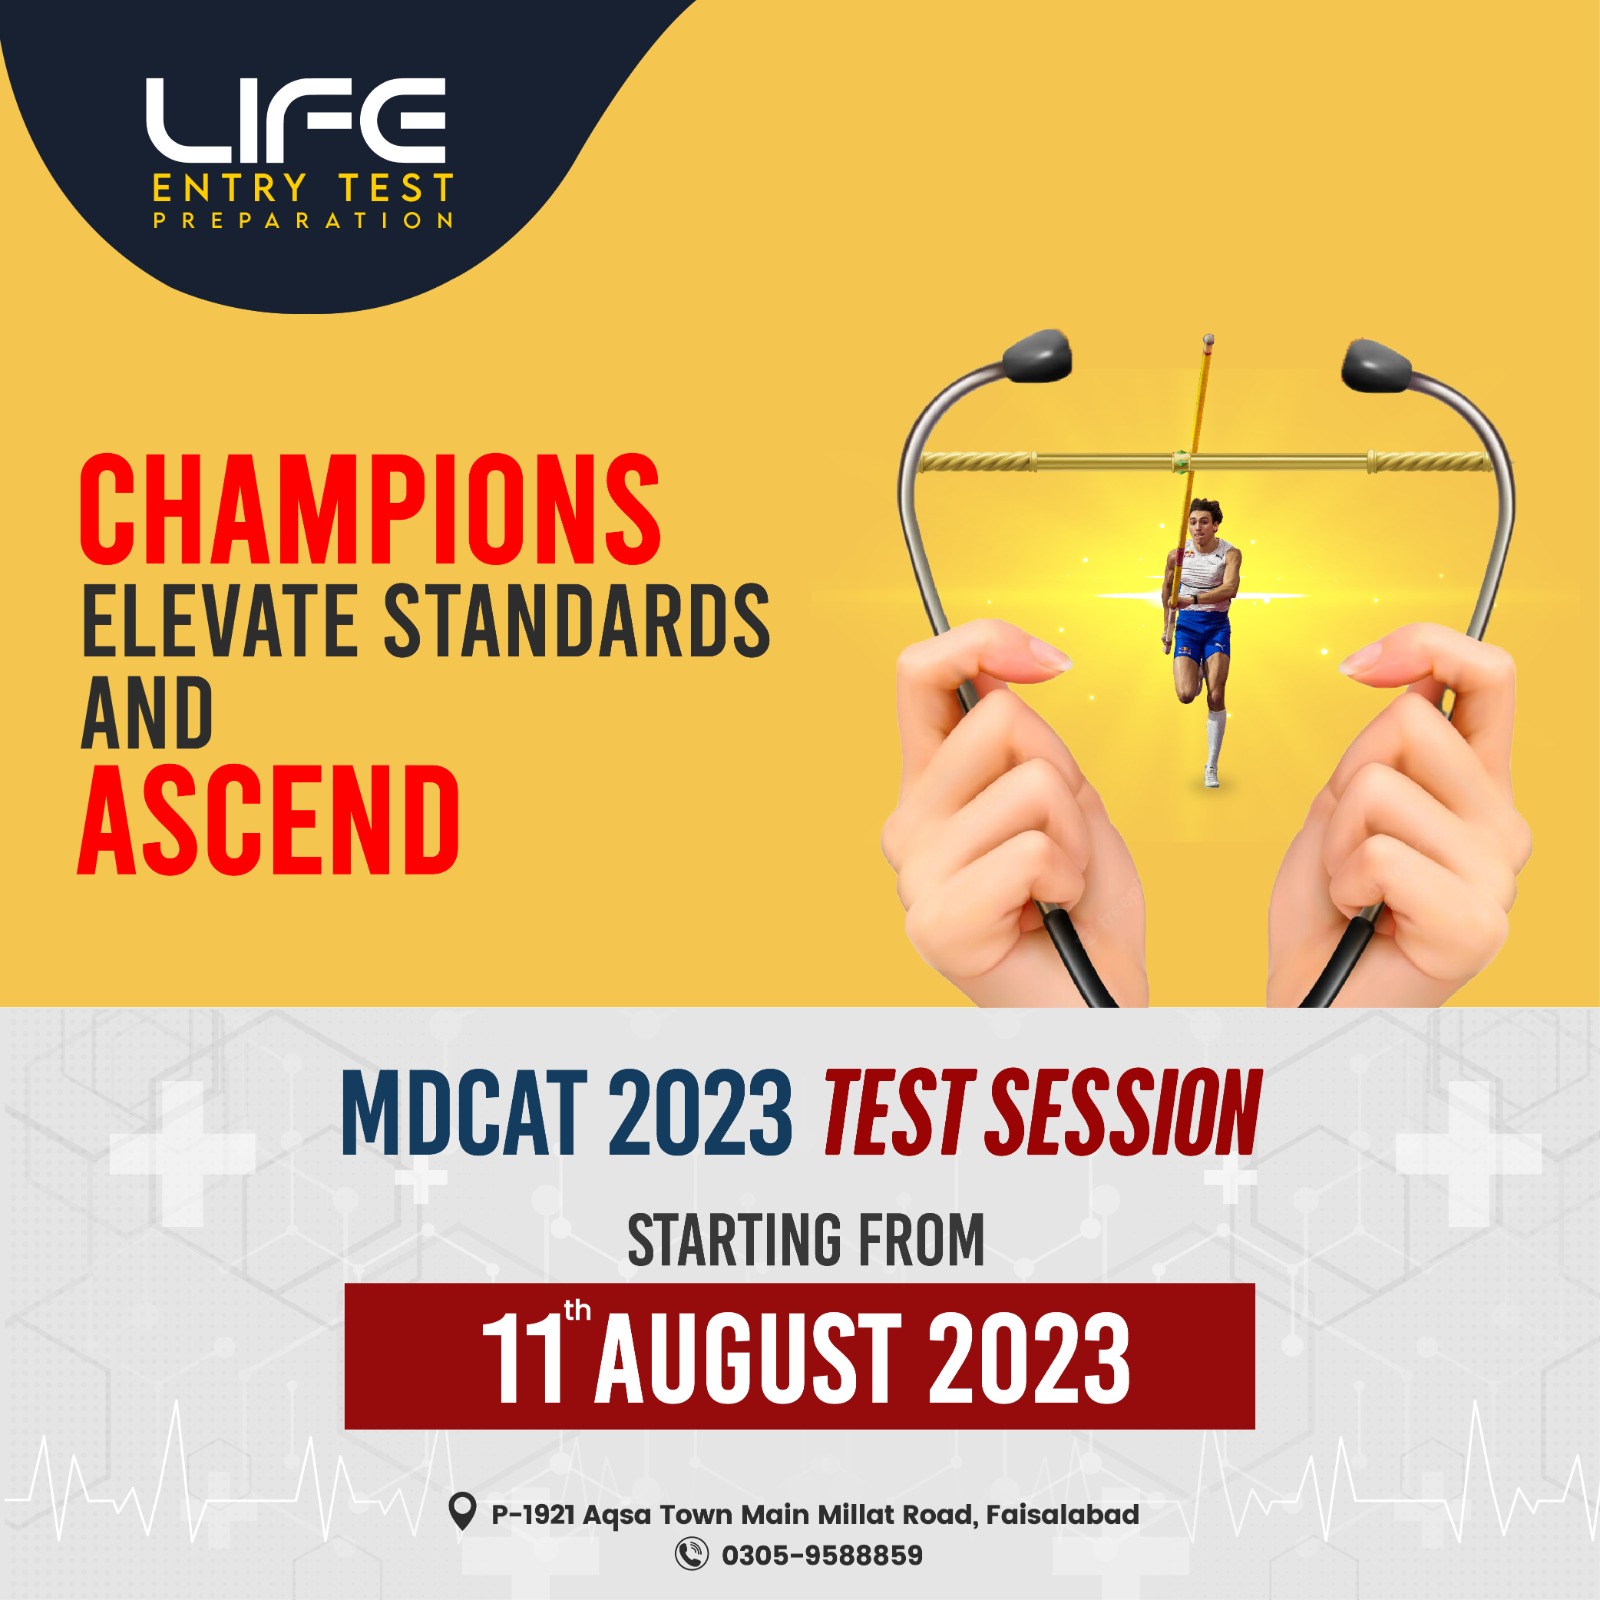 LIFE
ENTRY TEST
PREPARATION
CHAMPIONS
ELEVATE STANDARDS
AND
ASCEND
MDCAT 2023 TEST SESSION
STARTING FROM
11th AUGUST 2023
P-1921 Aqsa Town Main Millat Road, Faisalabad
0305-9588859